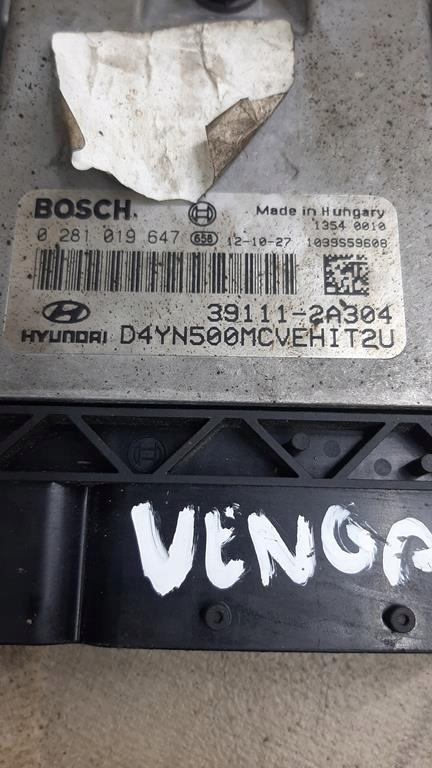 BOSCH
Made in Hungary
1354 0010
0 281 019 647 656 12-10-27 1039S59608
39111-2A304
HYUNDAI D4YN500MCVEHIT2U
VENGA